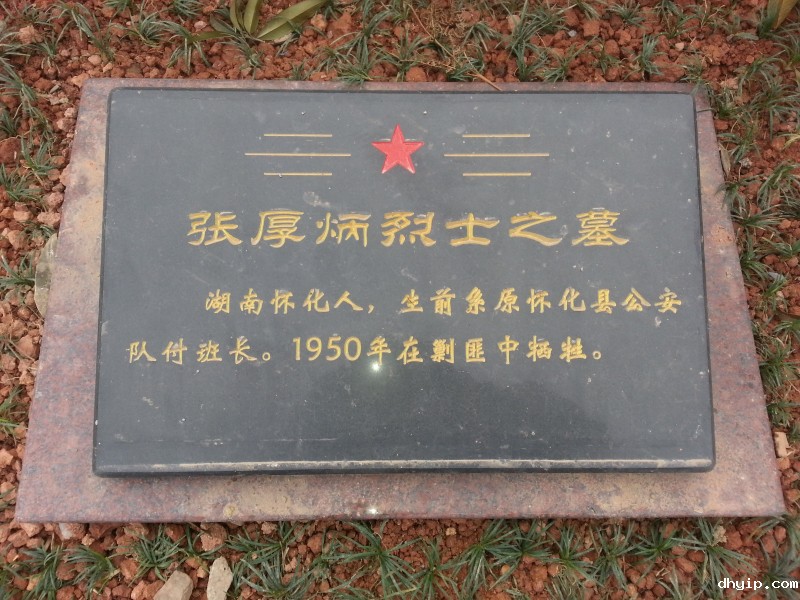 张厚炳烈士之墓
湖南怀化人，生前系原怀化县公安
队付班长。1950年在剿匪中牺牲。
dhyip.com